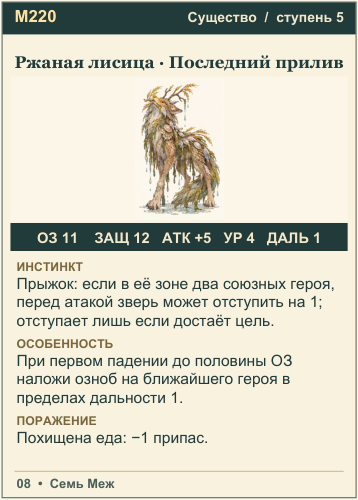 M220
Существо / ступень 5
Ржаная лисица · Последний прилив
ОЗ 11 ЗАЩ 12 АТК +5 УР 4 ДАЛЬ 1
ИНСТИНКТ
Прыжок: если в её зоне два союзных героя,
перед атакой зверь может отступить на 1;
отступает лишь если достаёт цель.
ОСОБЕННОСТЬ
При первом падении до половины ОЗ
наложи озноб на ближайшего героя в
пределах дальности 1.
ПОРАЖЕНИЕ
Похищена еда: −1 припас.
08 • Семь Меж